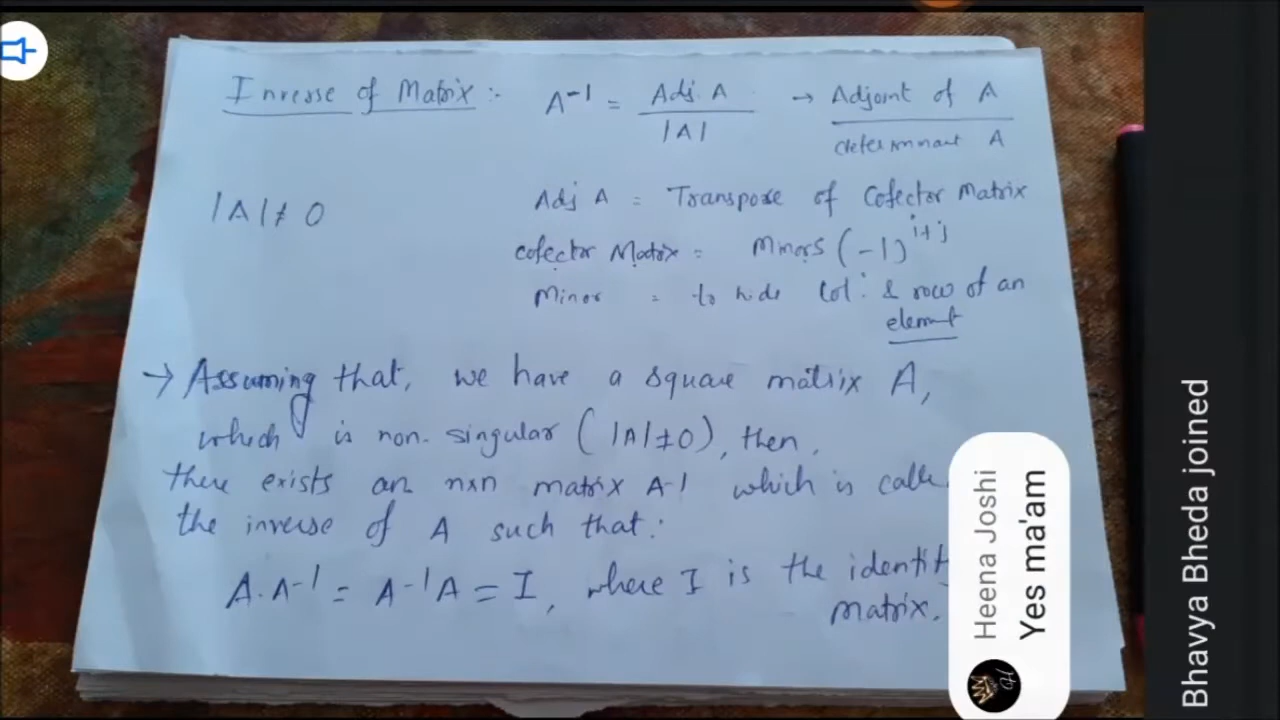 Inverse of Matrix :- A-1 = Adj. A / |A| → Adjoint of A / determinant A
|A| ≠ 0
Adj A = Transpose of Cofector Matrix
cofector Matrix = Minors (-1)^i+j
Minor = to hide Col. & row of an
element
→ Assuming that, we have a square matrix A,
which is non-singular (|A| ≠ 0), then,
there exists an nxn matrix A-1 which is calle
the inverse of A such that:
A.A-1 = A-1A = I, where I is the identit
matrix.
Heena Joshi
Yes ma'am
Bhavya Bheda joined